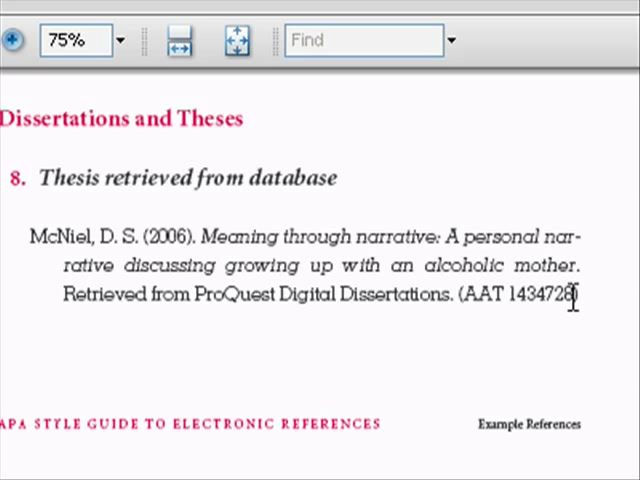 75%
Find
Dissertations and Theses
8. Thesis retrieved from database
McNiel, D. S. (2006). Meaning through narrative: A personal nar-
rative discussing growing up with an alcoholic mother.
Retrieved from ProQuest Digital Dissertations. (AAT 1434728)
APA STYLE GUIDE TO ELECTRONIC REFERENCES Example References